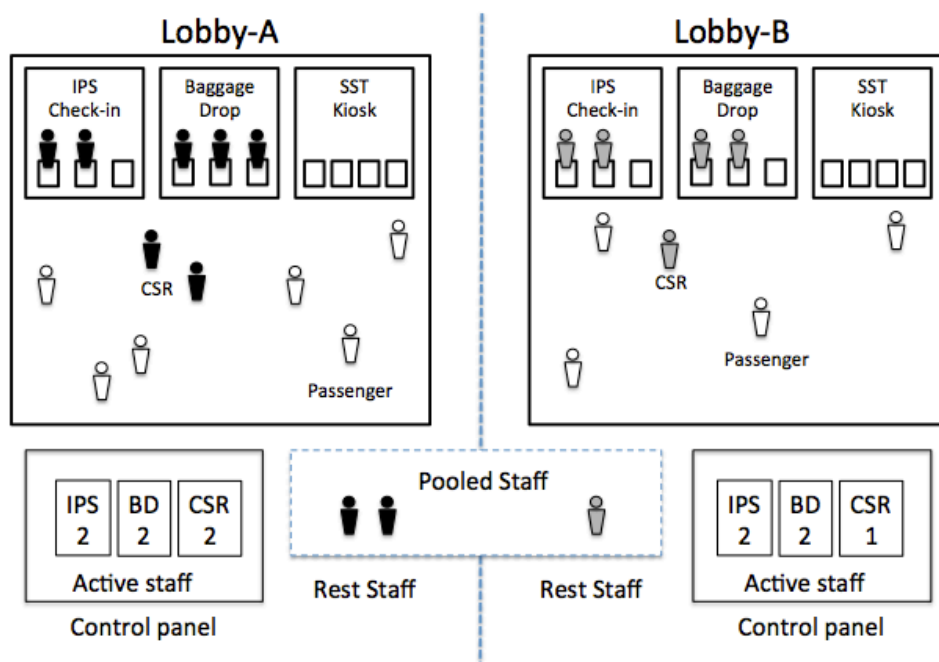 Lobby-A
IPS
Check-in
Baggage
Drop
SST
Kiosk
CSR
Passenger
IPS
2
BD
2
CSR
2
Active staff
Control panel
Pooled Staff
Rest Staff
Rest Staff
Lobby-B
IPS
Check-in
Baggage
Drop
SST
Kiosk
CSR
Passenger
IPS
2
BD
2
CSR
1
Active staff
Control panel